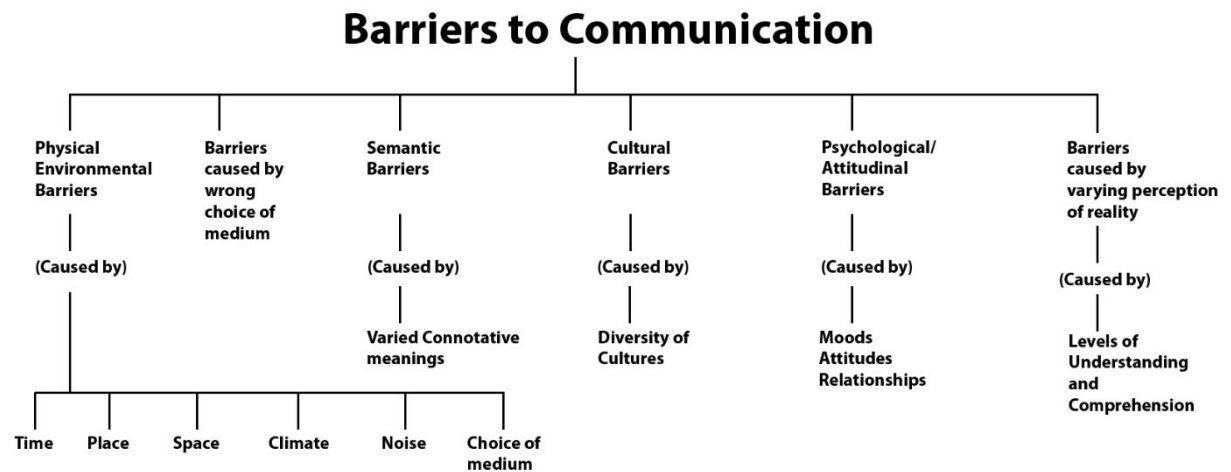 Barriers to Communication
Physical
Environmental
Barriers
Barriers
caused by
wrong
choice of
medium
Semantic
Barriers
Cultural
Barriers
Psychological/
Attitudinal
Barriers
Barriers
caused by
varying perception
of reality
(Caused by)
(Caused by)
(Caused by)
(Caused by)
(Caused by)
Varied Connotative
meanings
Diversity of
Cultures
Moods
Attitudes
Relationships
Levels of
Understanding
and
Comprehension
Time
Place
Space
Climate
Noise
Choice of
medium